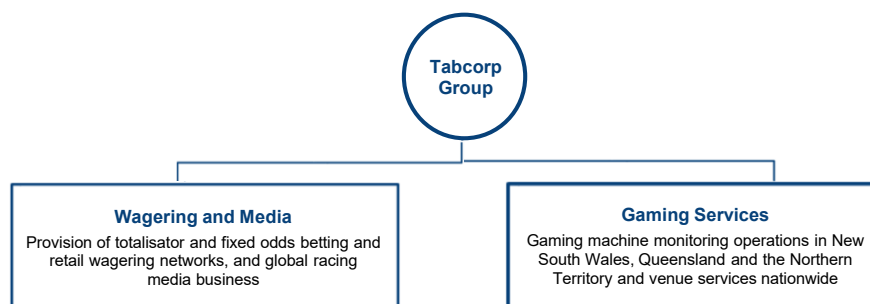 Tabcorp
Group
Wagering and Media
Provision of totalisator and fixed odds betting and
retail wagering networks, and global racing
media business
Gaming Services
Gaming machine monitoring operations in New
South Wales, Queensland and the Northern
Territory and venue services nationwide